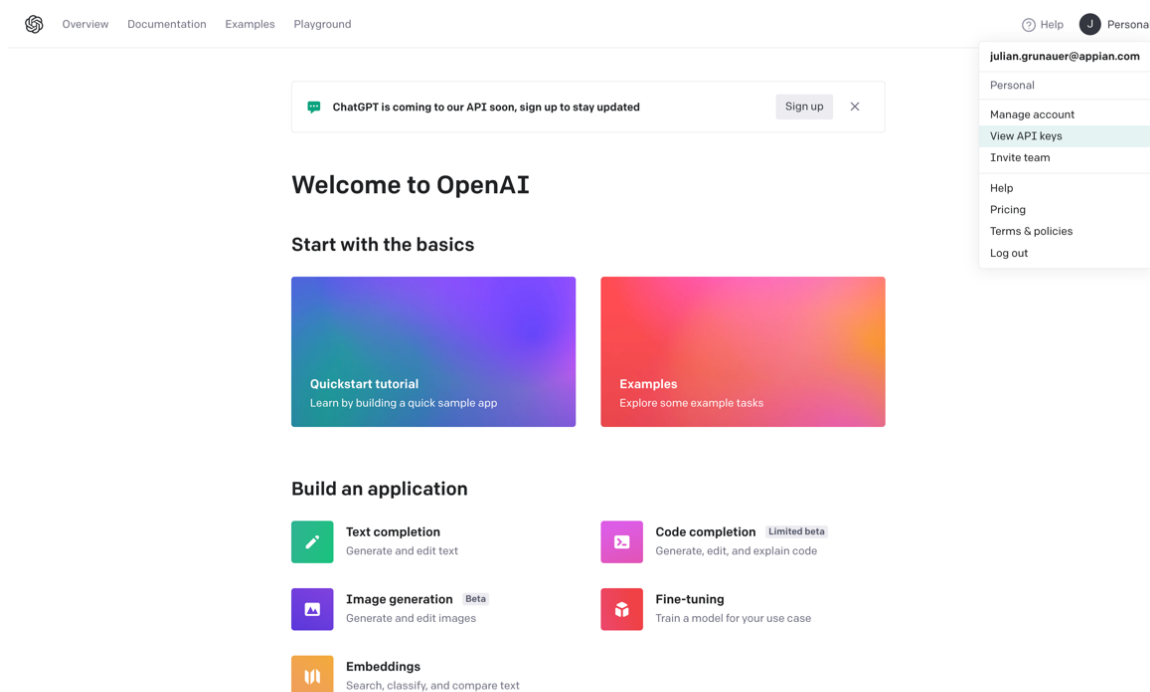 Overview Documentation Examples Playground Help J Persona
julian.grunauer@appian.com
Personal
Manage account
View API keys
Invite team
Help
Pricing
Terms & policies
Log out
ChatGPT is coming to our API soon, sign up to stay updated Sign up
Welcome to OpenAI
Start with the basics
Quickstart tutorial
Learn by building a quick sample app
Examples
Explore some example tasks
Build an application
Text completion
Generate and edit text
Code completion Limited beta
Generate, edit, and explain code
Image generation Beta
Generate and edit images
Fine-tuning
Train a model for your use case
Embeddings
Search, classify, and compare text